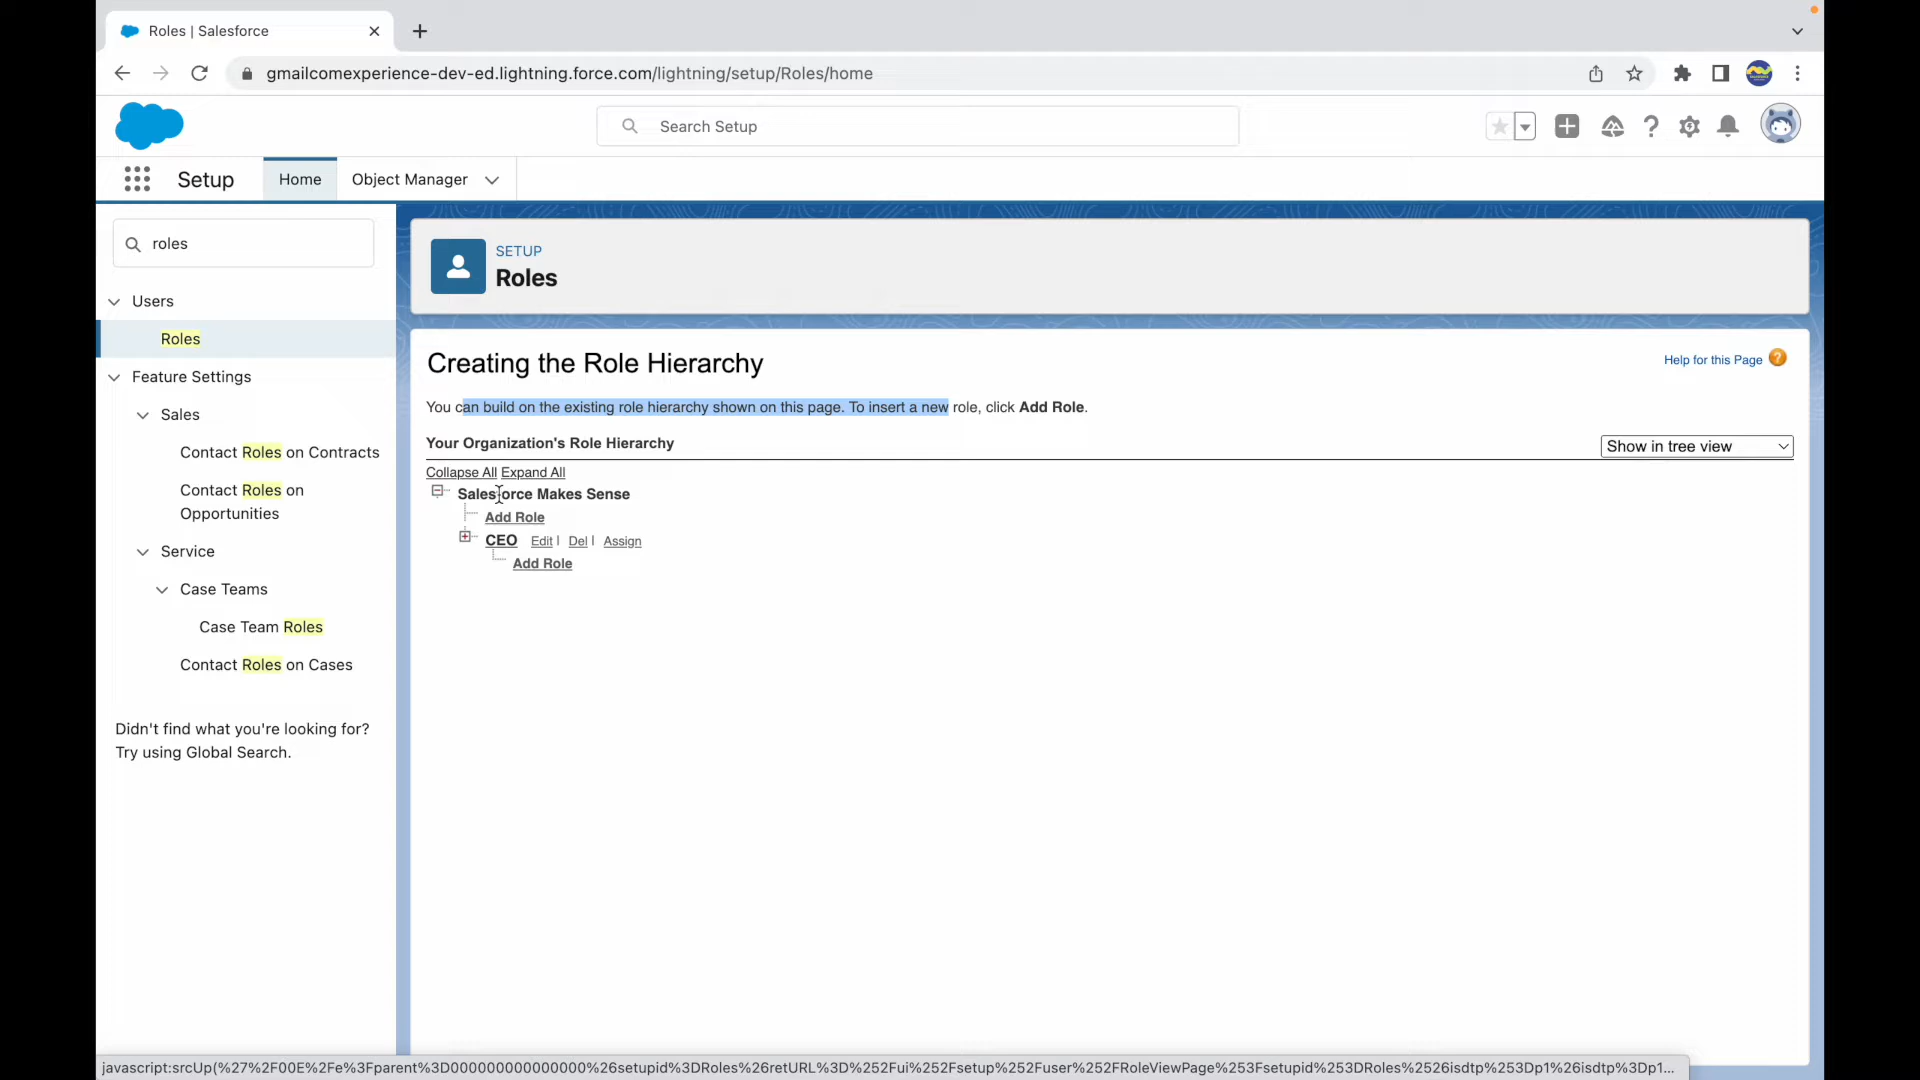 Roles | Salesforce
gmailcomexperience-dev-ed.lightning.force.com/lightning/setup/Roles/home
Search Setup
Setup
Home
Object Manager
roles
Users
Roles
Feature Settings
Sales
Contact Roles on Contracts
Contact Roles on
Opportunities
Service
Case Teams
Case Team Roles
Contact Roles on Cases
Didn't find what you're looking for?
Try using Global Search.
SETUP
Roles
Creating the Role Hierarchy
Help for this Page
You can build on the existing role hierarchy shown on this page. To insert a new role, click Add Role.
Your Organization's Role Hierarchy
Show in tree view
Collapse All Expand All
Salesforce Makes Sense
Add Role
CEO Edit | Del | Assign
Add Role
javascript:srcUp(%27%2F00E%2Fe%3Fparent%3D000000000000000%26setupid%3DRoles%26retURL%3D%252Fui%252Fsetup%252Fuser%252FRoleViewPage%253Fsetupid%253DRoles%2526isdtp%253Dp1%26isdtp%3Dp1...